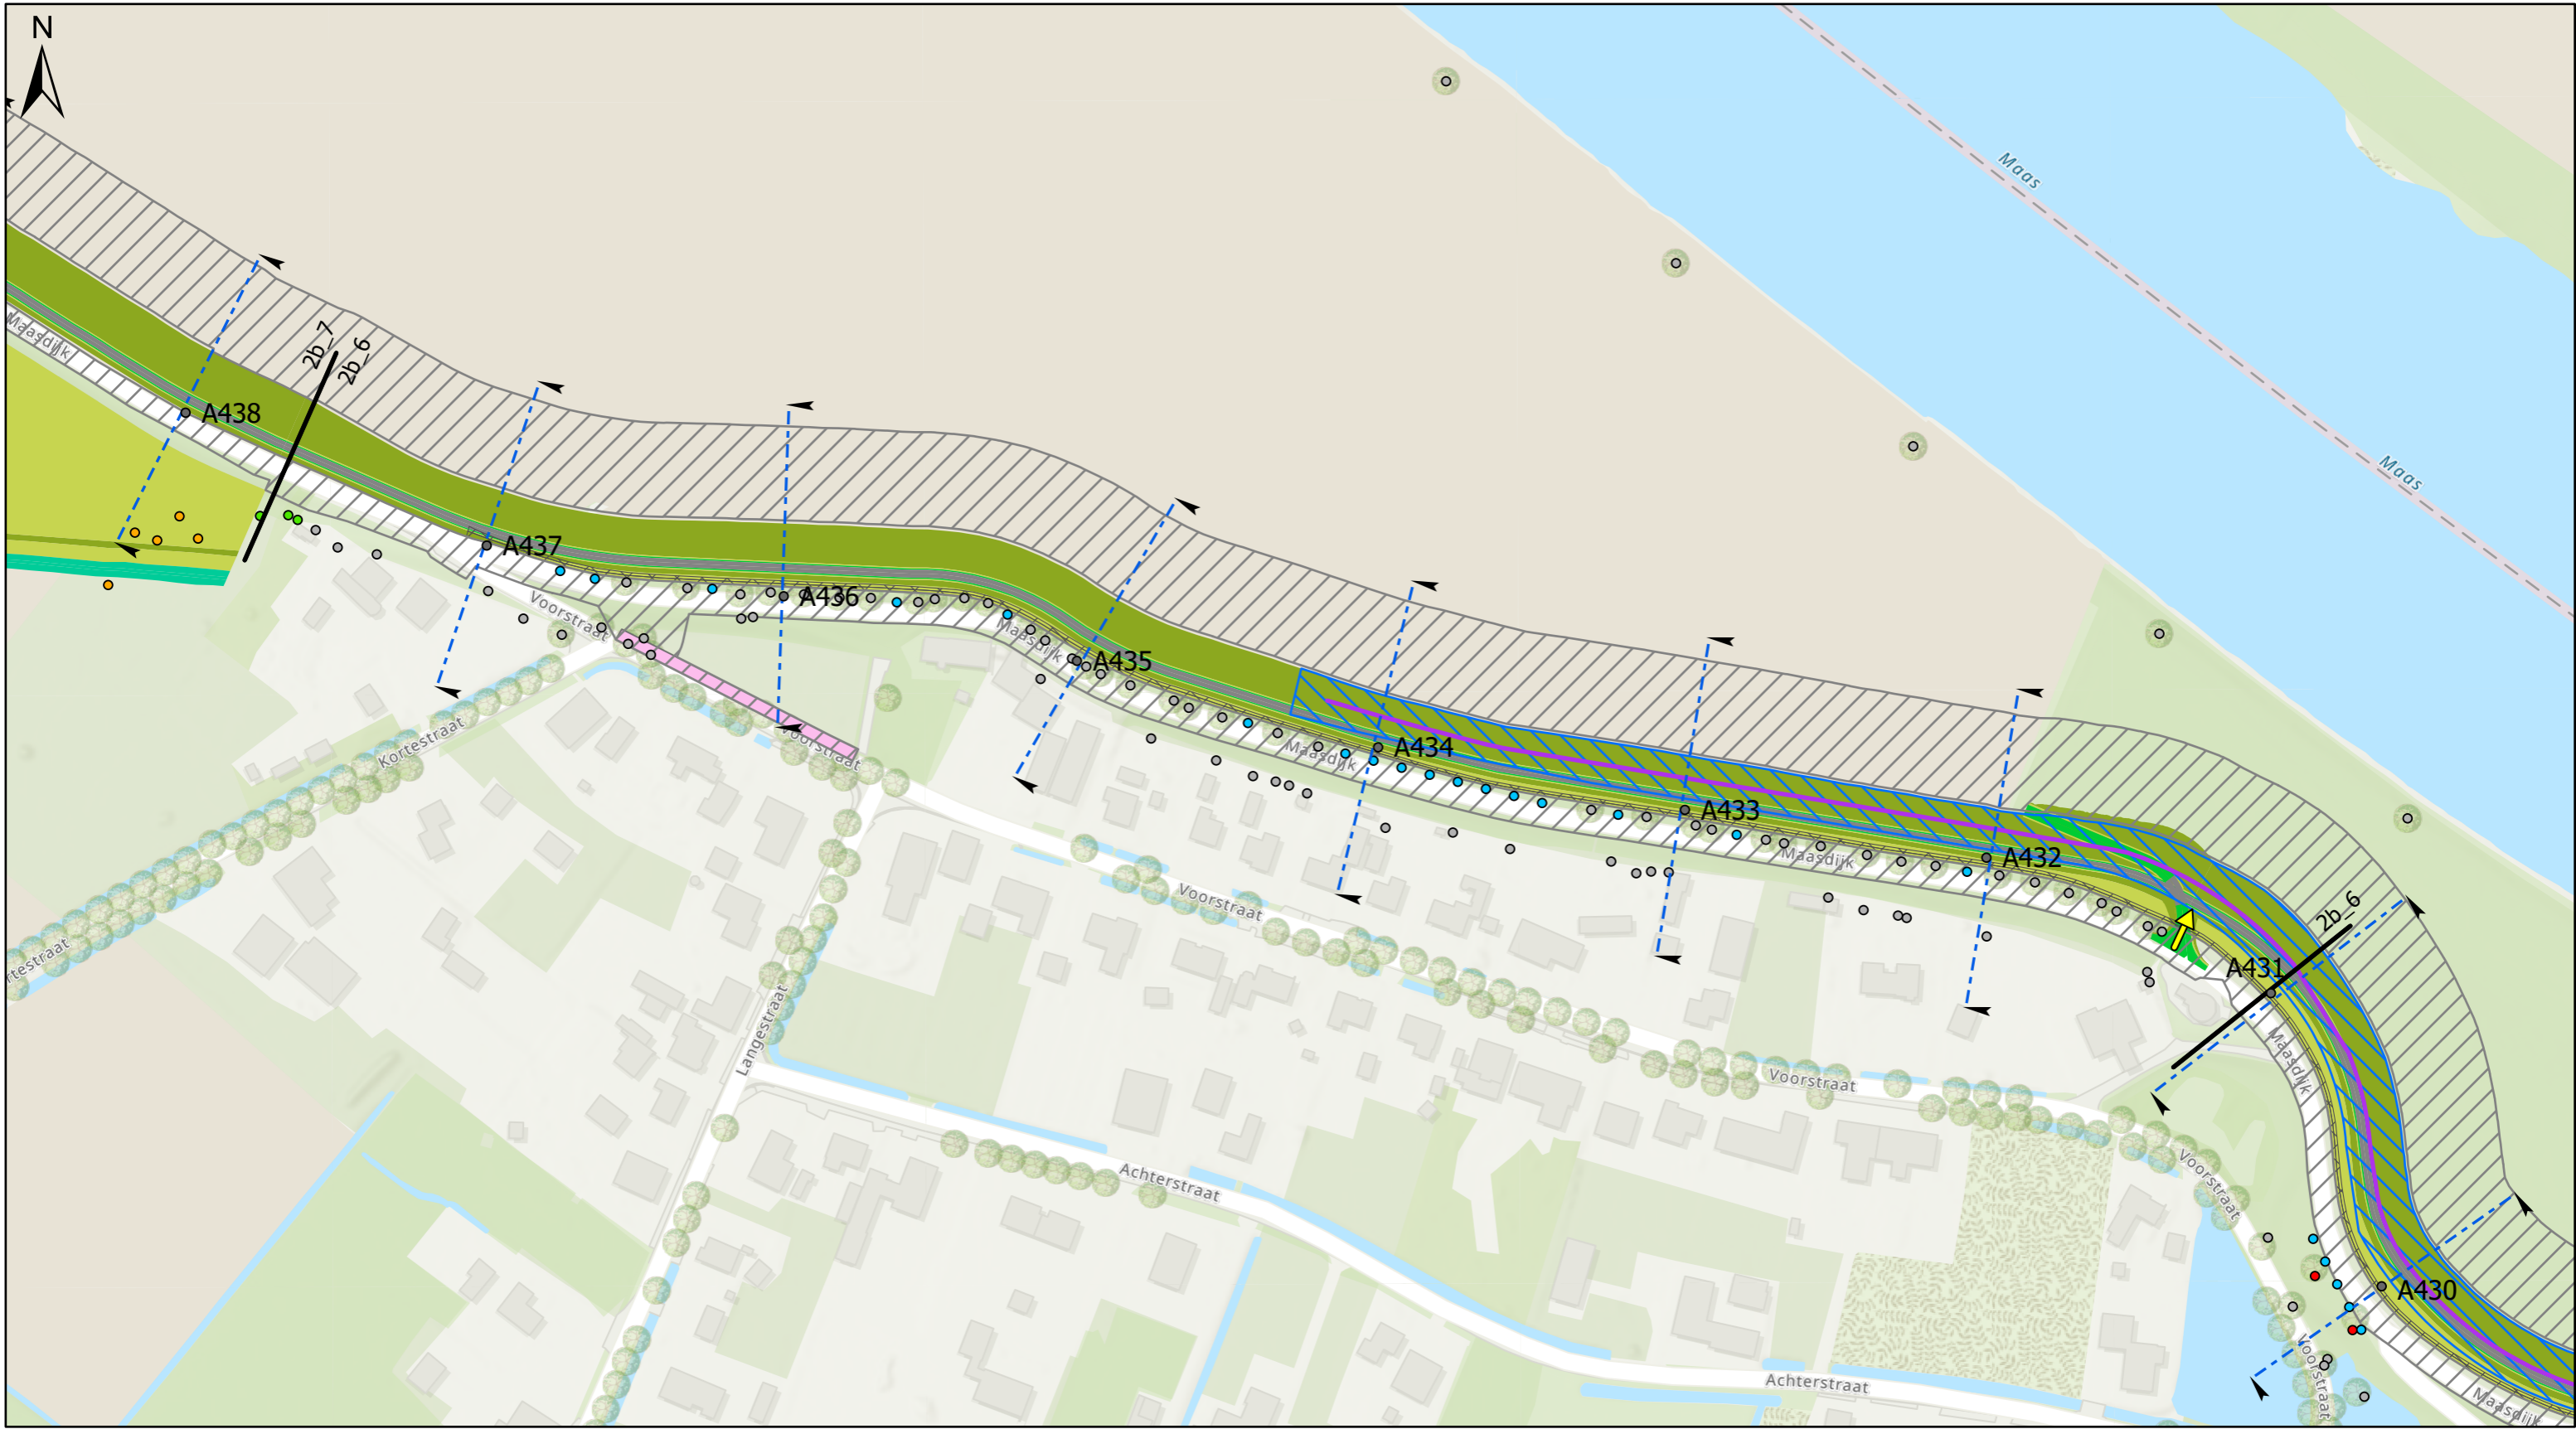 N
Maas
Maas
2b_7
2b_6
Maasdijk
A438
A437
A436
Voorstraat
Maasdijk
A435
Kortestraat
Voorstraat
Maasdijk
A434
A433
Maasdijk
A432
Voorstraat
2b_6
rtestraat
A431
Langestraat
Maasdijk
Voorstraat
Achterstraat
Voorstraat
A430
Voorstraat
Achterstraat
Maasdijk